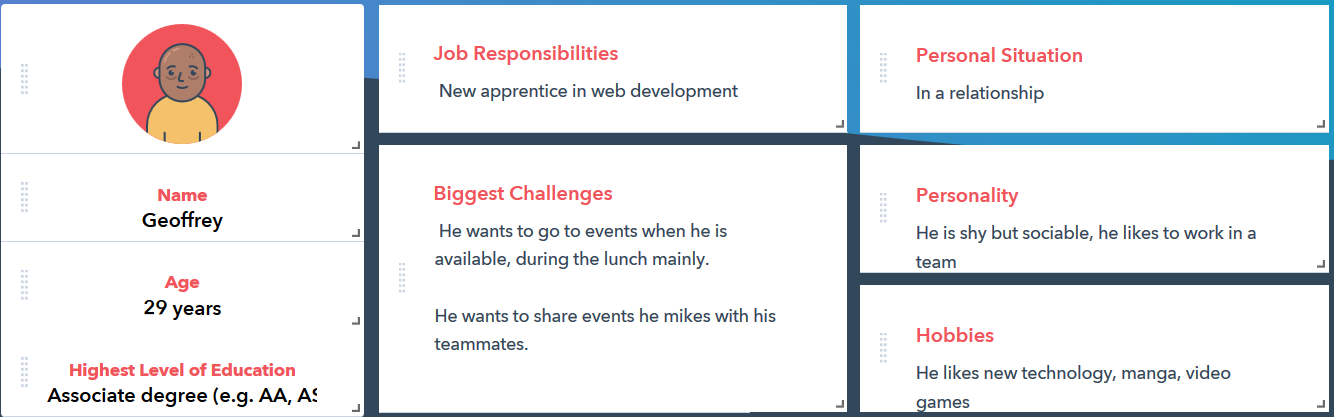 Name
Geoffrey
Age
29 years
Highest Level of Education
Associate degree (e.g. AA, AS
Job Responsibilities
New apprentice in web development
Biggest Challenges
He wants to go to events when he is
available, during the lunch mainly.
He wants to share events he mikes with his
teammates.
Personal Situation
In a relationship
Personality
He is shy but sociable, he likes to work in a
team
Hobbies
He likes new technology, manga, video
games